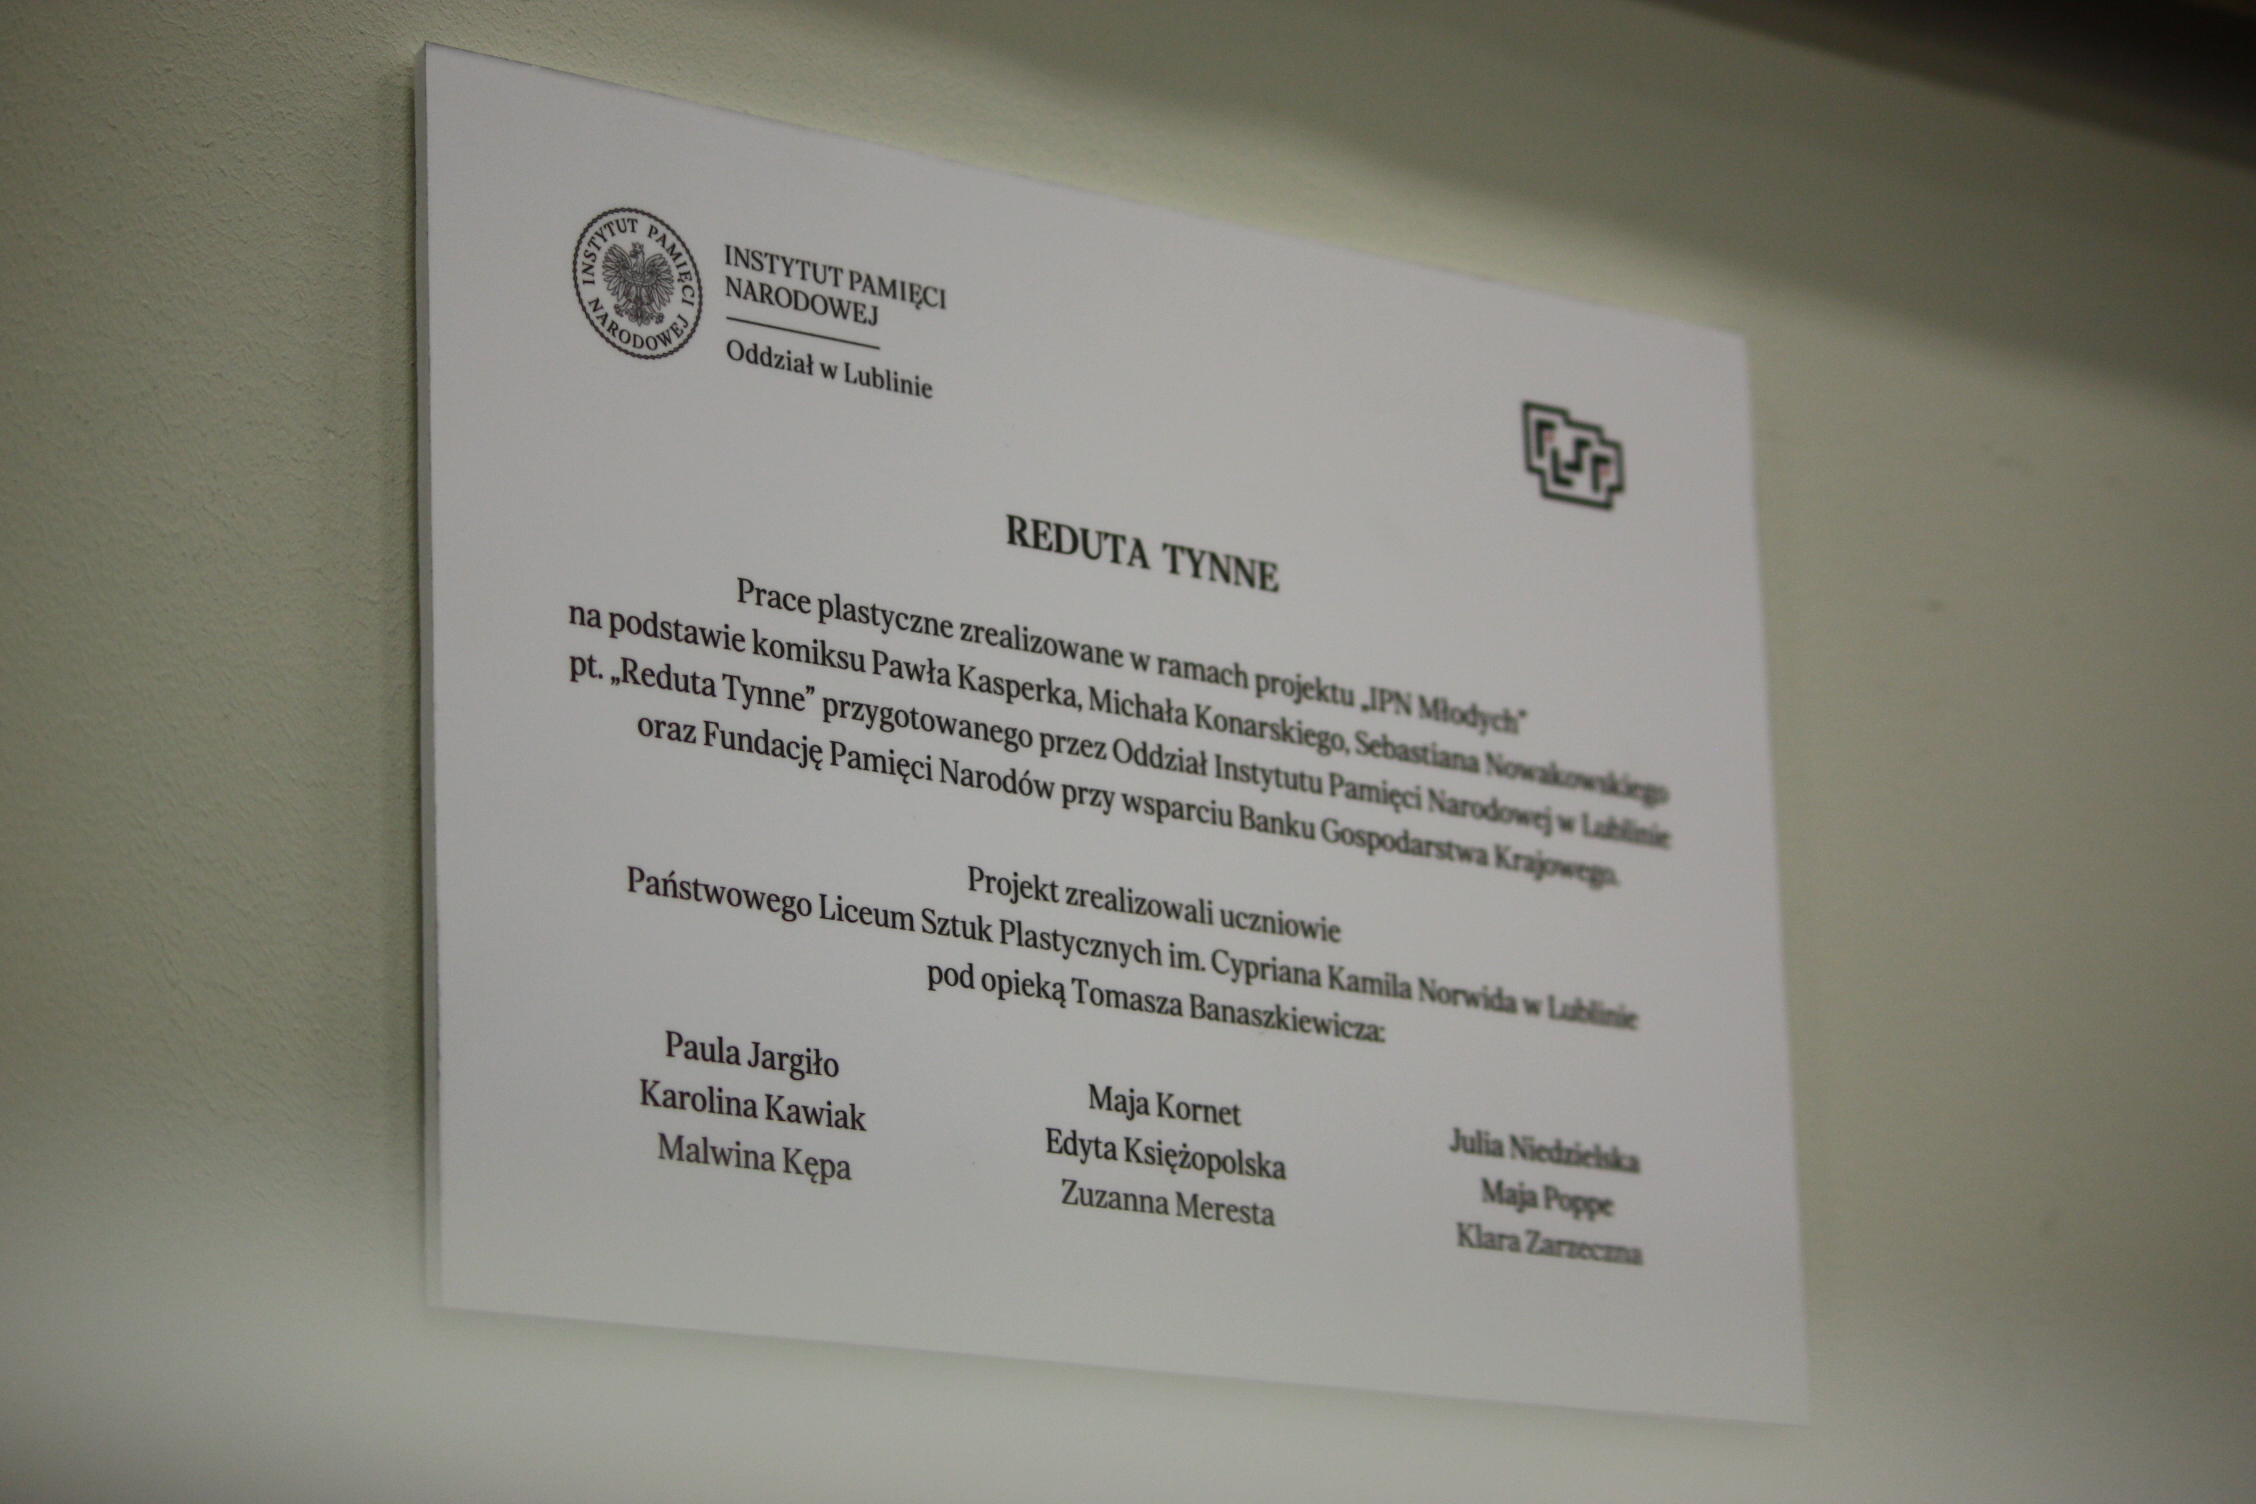 INSTYTUT PAMIĘCI NARODOWEJ
INSTYTUT PAMIĘCI
NARODOWEJ
Oddział w Lublinie
REDUTA TYNNE
Prace plastyczne zrealizowane w ramach projektu „IPN Młodych”
na podstawie komiksu Pawła Kasperka, Michała Konarskiego, Sebastiana Nowakowskiego
pt. „Reduta Tynne” przygotowanego przez Oddział Instytutu Pamięci Narodowej w Lublinie
oraz Fundację Pamięci Narodów przy wsparciu Banku Gospodarstwa Krajowego.
Projekt zrealizowali uczniowie
Państwowego Liceum Sztuk Plastycznych im. Cypriana Kamila Norwida w Lublinie
pod opieką Tomasza Banaszkiewicza:
Paula Jargiło
Karolina Kawiak
Malwina Kępa
Maja Kornet
Edyta Księżopolska
Zuzanna Meresta
Julia Niedzielska
Maja Poppe
Klara Zarzeczna